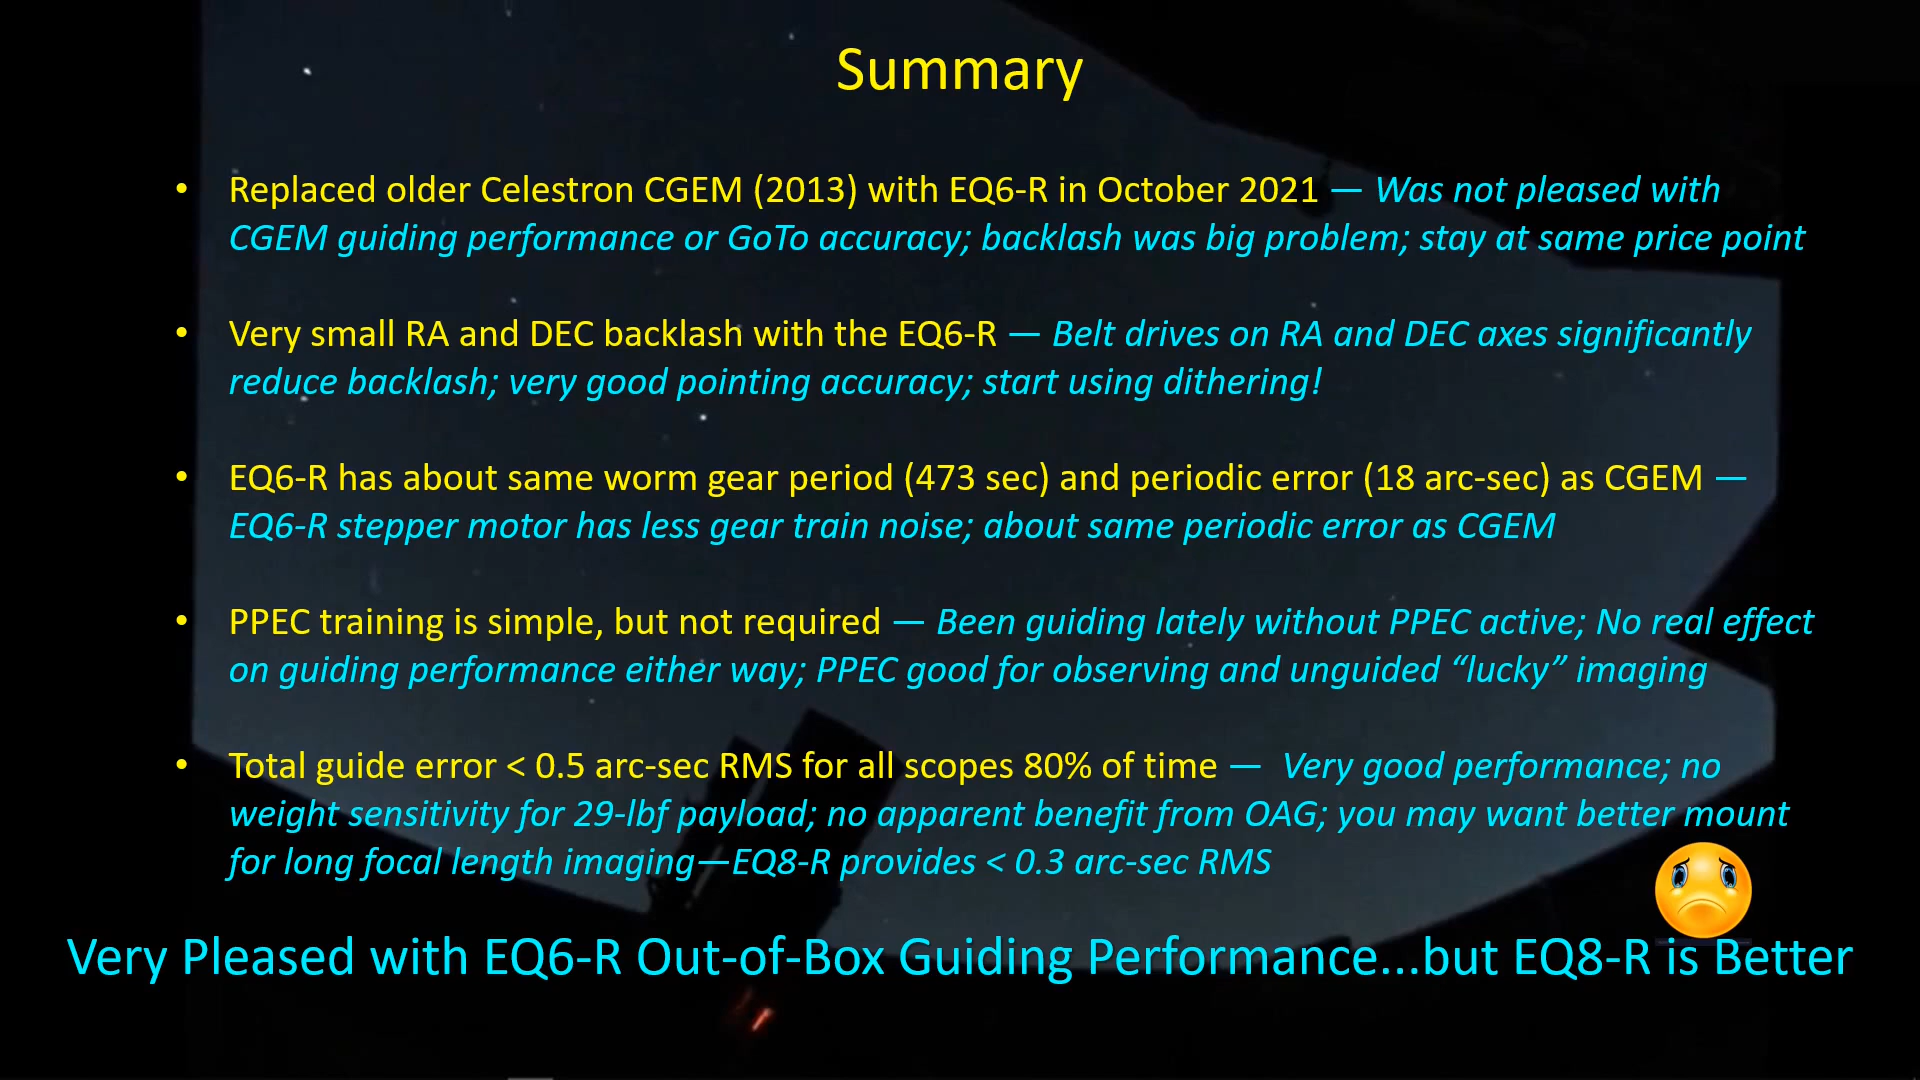 Summary
• Replaced older Celestron CGEM (2013) with EQ6-R in October 2021 — Was not pleased with
CGEM guiding performance or GoTo accuracy; backlash was big problem; stay at same price point
• Very small RA and DEC backlash with the EQ6-R — Belt drives on RA and DEC axes significantly
reduce backlash; very good pointing accuracy; start using dithering!
• EQ6-R has about same worm gear period (473 sec) and periodic error (18 arc-sec) as CGEM —
EQ6-R stepper motor has less gear train noise; about same periodic error as CGEM
• PPEC training is simple, but not required — Been guiding lately without PPEC active; No real effect
on guiding performance either way; PPEC good for observing and unguided “lucky” imaging
• Total guide error < 0.5 arc-sec RMS for all scopes 80% of time — Very good performance; no
weight sensitivity for 29-lbf payload; no apparent benefit from OAG; you may want better mount
for long focal length imaging—EQ8-R provides < 0.3 arc-sec RMS
Very Pleased with EQ6-R Out-of-Box Guiding Performance...but EQ8-R is Better